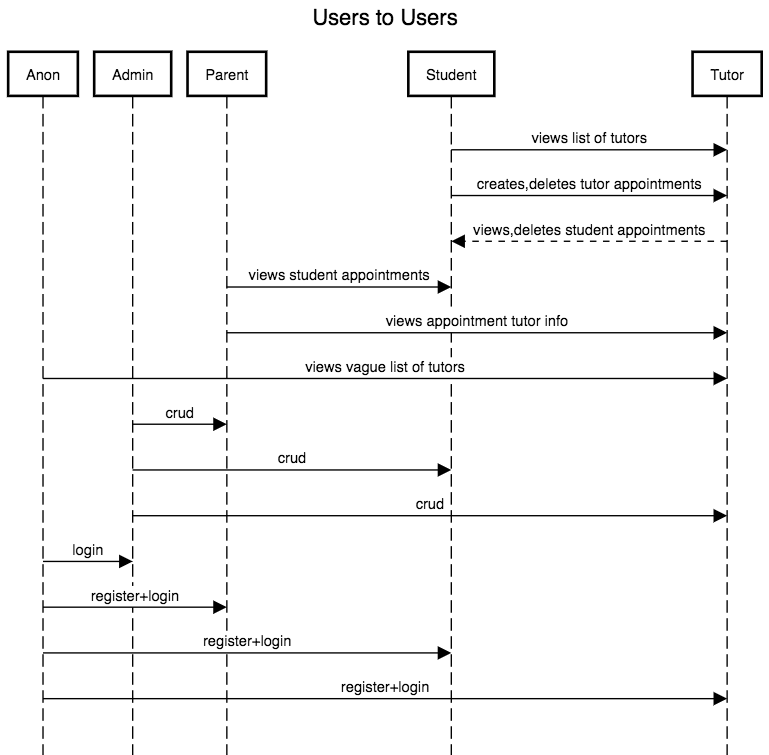 Users to Users
Anon
Admin
Parent
Student
Tutor
views list of tutors
creates,deletes tutor appointments
views,deletes student appointments
views student appointments
views appointment tutor info
views vague list of tutors
crud
crud
crud
login
register+login
register+login
register+login